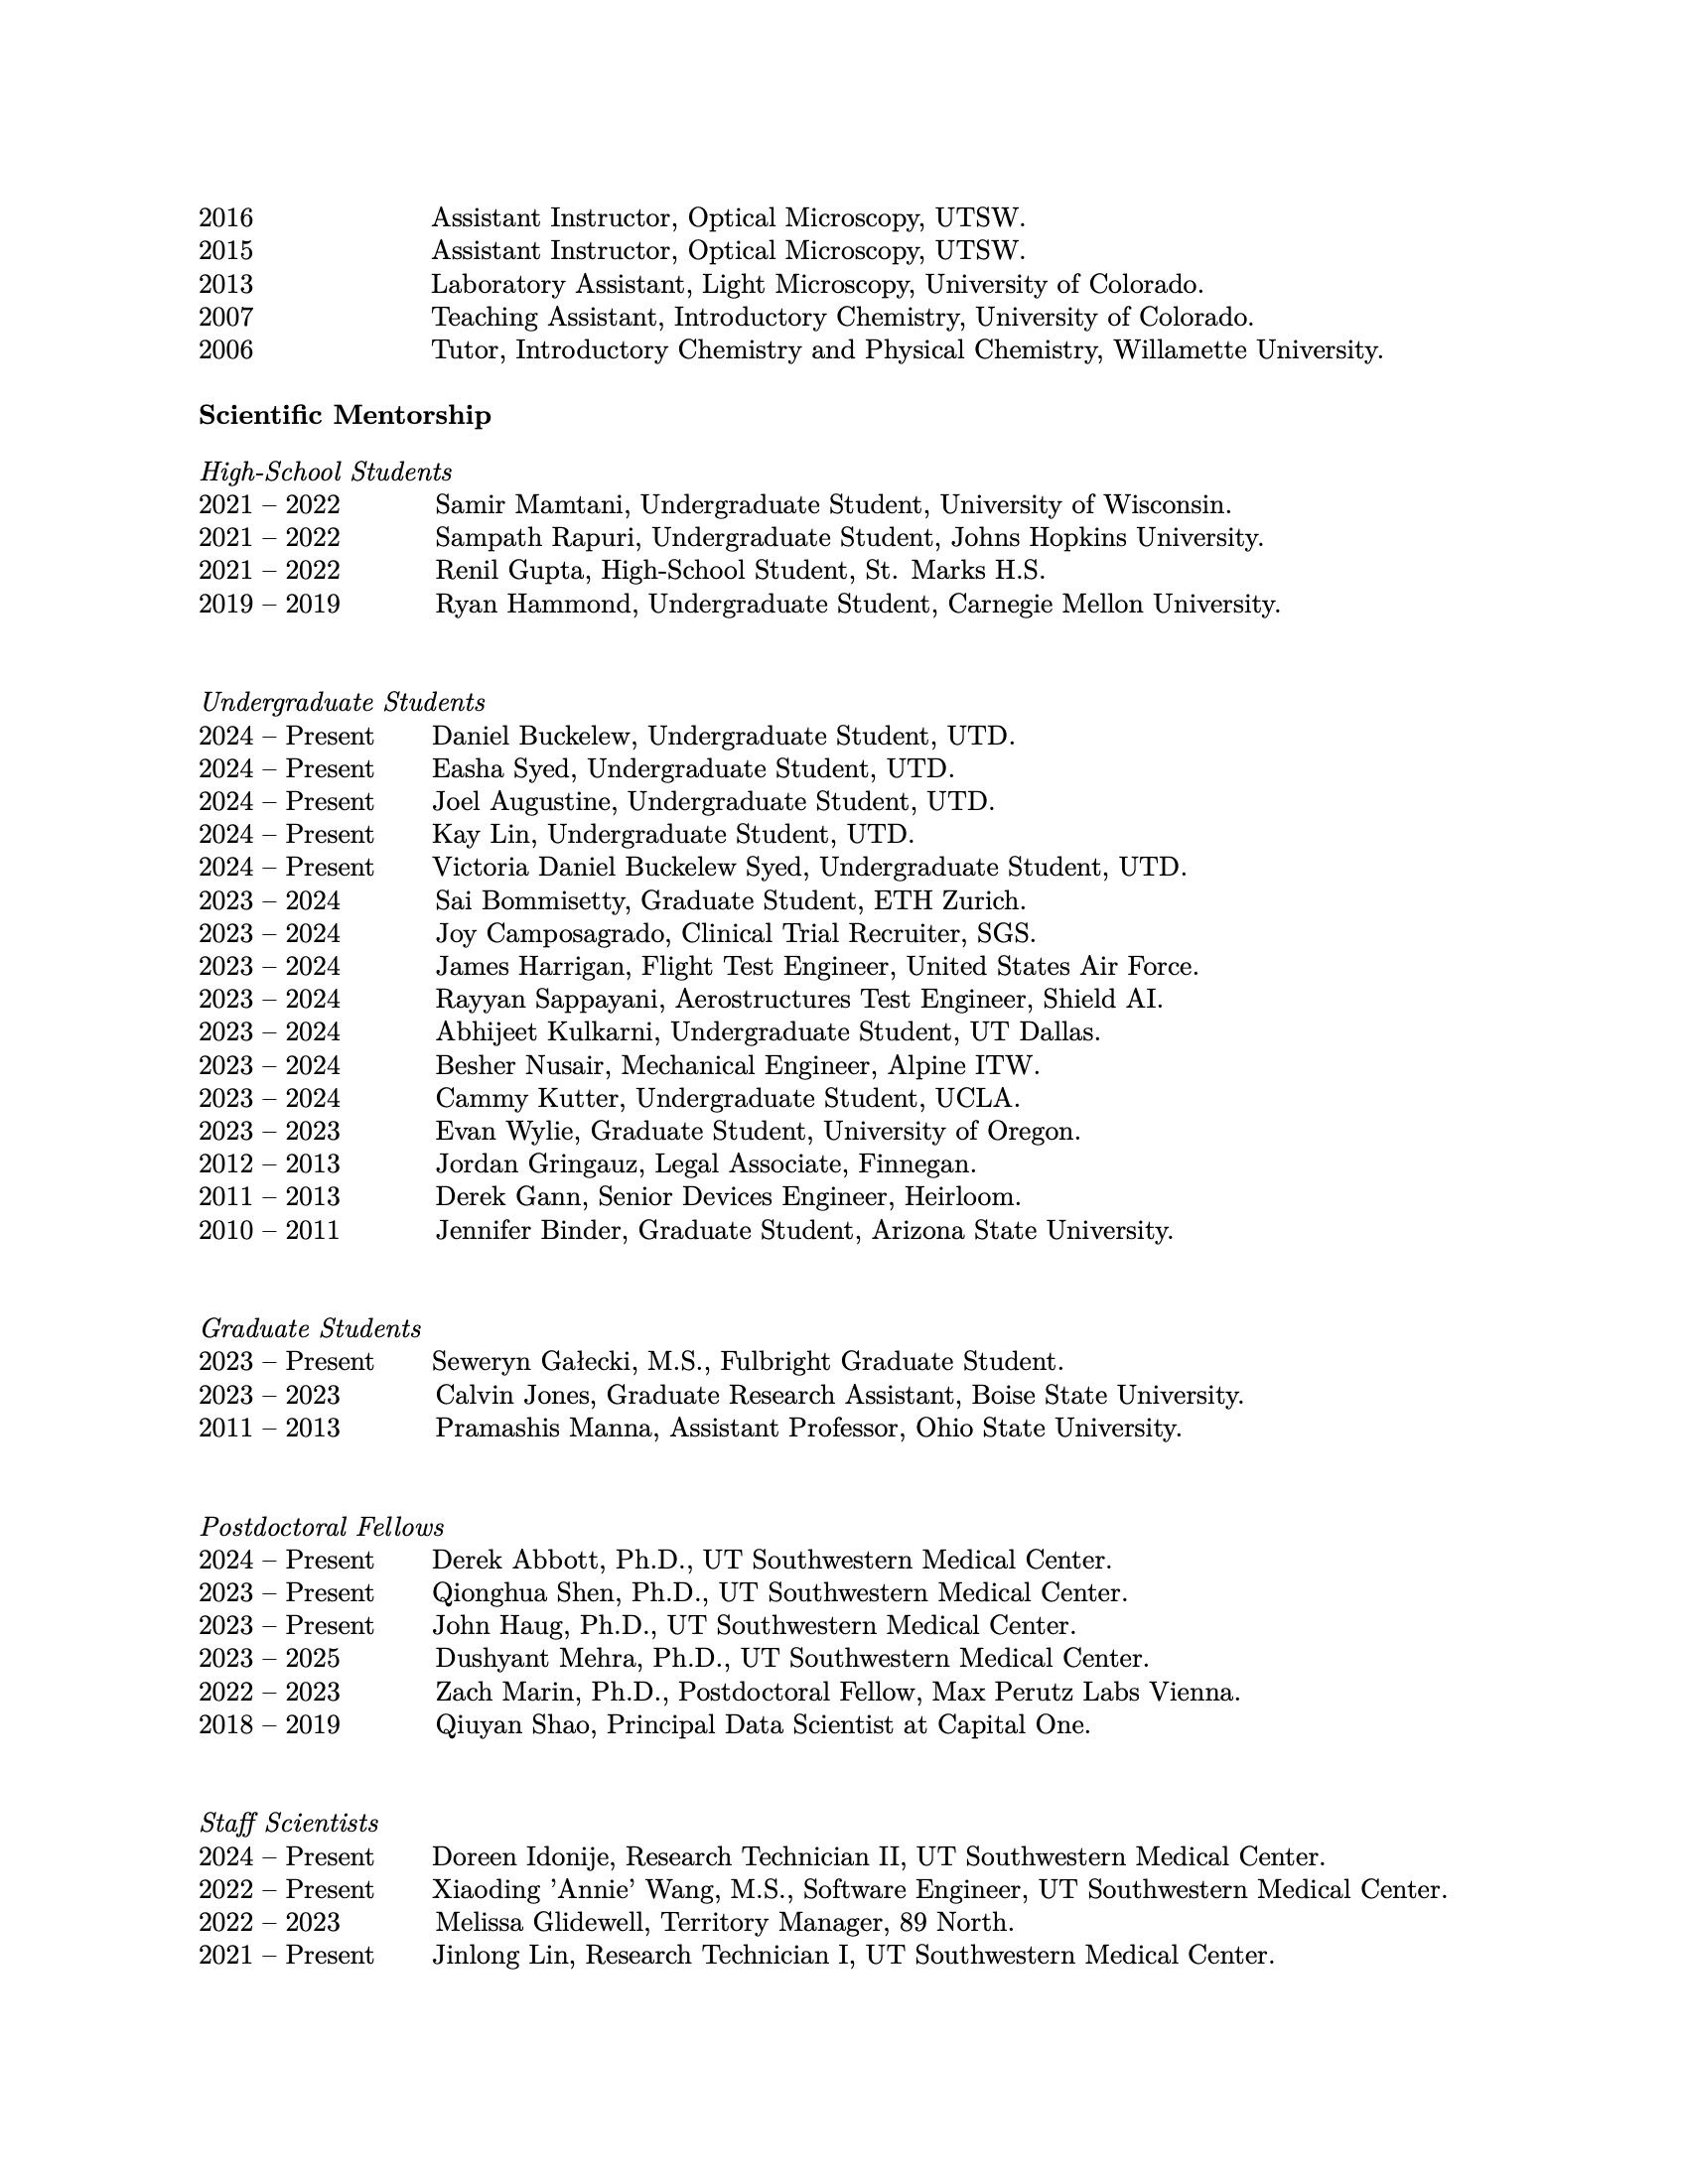 2016 Assistant Instructor, Optical Microscopy, UTSW.
2015 Assistant Instructor, Optical Microscopy, UTSW.
2013 Laboratory Assistant, Light Microscopy, University of Colorado.
2007 Teaching Assistant, Introductory Chemistry, University of Colorado.
2006 Tutor, Introductory Chemistry and Physical Chemistry, Willamette University.
Scientific Mentorship
High-School Students
2021 – 2022 Samir Mamtani, Undergraduate Student, University of Wisconsin.
2021 – 2022 Sampath Rapuri, Undergraduate Student, Johns Hopkins University.
2021 – 2022 Renil Gupta, High-School Student, St. Marks H.S.
2019 – 2019 Ryan Hammond, Undergraduate Student, Carnegie Mellon University.
Undergraduate Students
2024 – Present Daniel Buckelew, Undergraduate Student, UTD.
2024 – Present Easha Syed, Undergraduate Student, UTD.
2024 – Present Joel Augustine, Undergraduate Student, UTD.
2024 – Present Kay Lin, Undergraduate Student, UTD.
2024 – Present Victoria Daniel Buckelew Syed, Undergraduate Student, UTD.
2023 – 2024 Sai Bommisetty, Graduate Student, ETH Zurich.
2023 – 2024 Joy Camposagrado, Clinical Trial Recruiter, SGS.
2023 – 2024 James Harrigan, Flight Test Engineer, United States Air Force.
2023 – 2024 Rayyan Sappayani, Aerostructures Test Engineer, Shield AI.
2023 – 2024 Abhijeet Kulkarni, Undergraduate Student, UT Dallas.
2023 – 2024 Besher Nusair, Mechanical Engineer, Alpine ITW.
2023 – 2024 Cammy Kutter, Undergraduate Student, UCLA.
2023 – 2023 Evan Wylie, Graduate Student, University of Oregon.
2012 – 2013 Jordan Gringauz, Legal Associate, Finnegan.
2011 – 2013 Derek Gann, Senior Devices Engineer, Heirloom.
2010 – 2011 Jennifer Binder, Graduate Student, Arizona State University.
Graduate Students
2023 – Present Seweryn Gałecki, M.S., Fulbright Graduate Student.
2023 – 2023 Calvin Jones, Graduate Research Assistant, Boise State University.
2011 – 2013 Pramashis Manna, Assistant Professor, Ohio State University.
Postdoctoral Fellows
2024 – Present Derek Abbott, Ph.D., UT Southwestern Medical Center.
2023 – Present Qionghua Shen, Ph.D., UT Southwestern Medical Center.
2023 – Present John Haug, Ph.D., UT Southwestern Medical Center.
2023 – 2025 Dushyant Mehra, Ph.D., UT Southwestern Medical Center.
2022 – 2023 Zach Marin, Ph.D., Postdoctoral Fellow, Max Perutz Labs Vienna.
2018 – 2019 Qiuyan Shao, Principal Data Scientist at Capital One.
Staff Scientists
2024 – Present Doreen Idonije, Research Technician II, UT Southwestern Medical Center.
2022 – Present Xiaoding ’Annie’ Wang, M.S., Software Engineer, UT Southwestern Medical Center.
2022 – 2023 Melissa Glidewell, Territory Manager, 89 North.
2021 – Present Jinlong Lin, Research Technician I, UT Southwestern Medical Center.